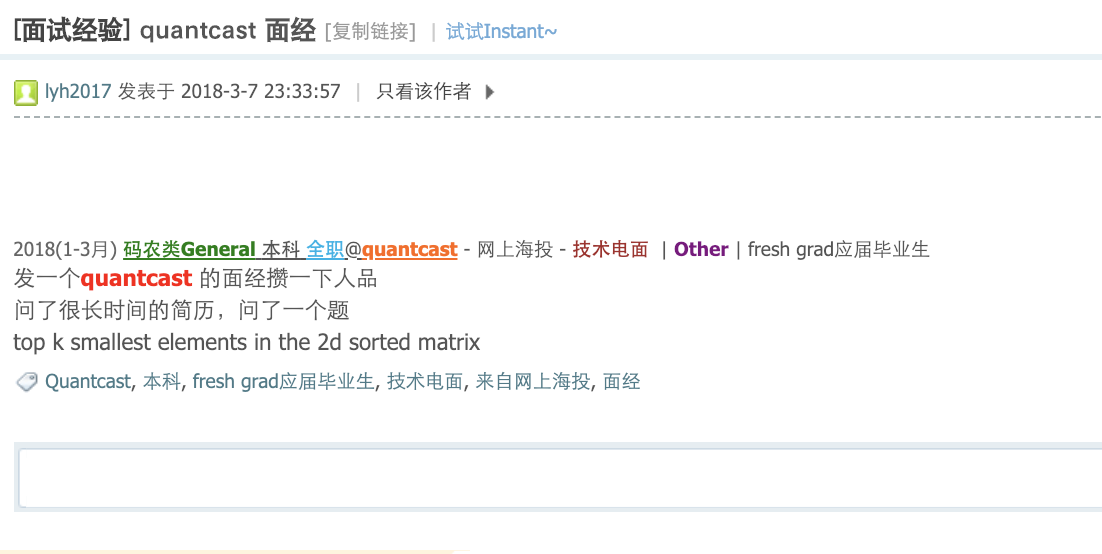 [面试经验] quantcast 面经 [复制链接] | 试试Instant~
lyh2017 发表于 2018-3-7 23:33:57 | 只看该作者
2018(1-3月) 码农类General 本科 全职@quantcast - 网上海投 - 技术电面 | Other | fresh grad应届毕业生
发一个quantcast 的面经攒一下人品
问了很长时间的简历，问了一个题
top k smallest elements in the 2d sorted matrix
Quantcast, 本科, fresh grad应届毕业生, 技术电面, 来自网上海投, 面经